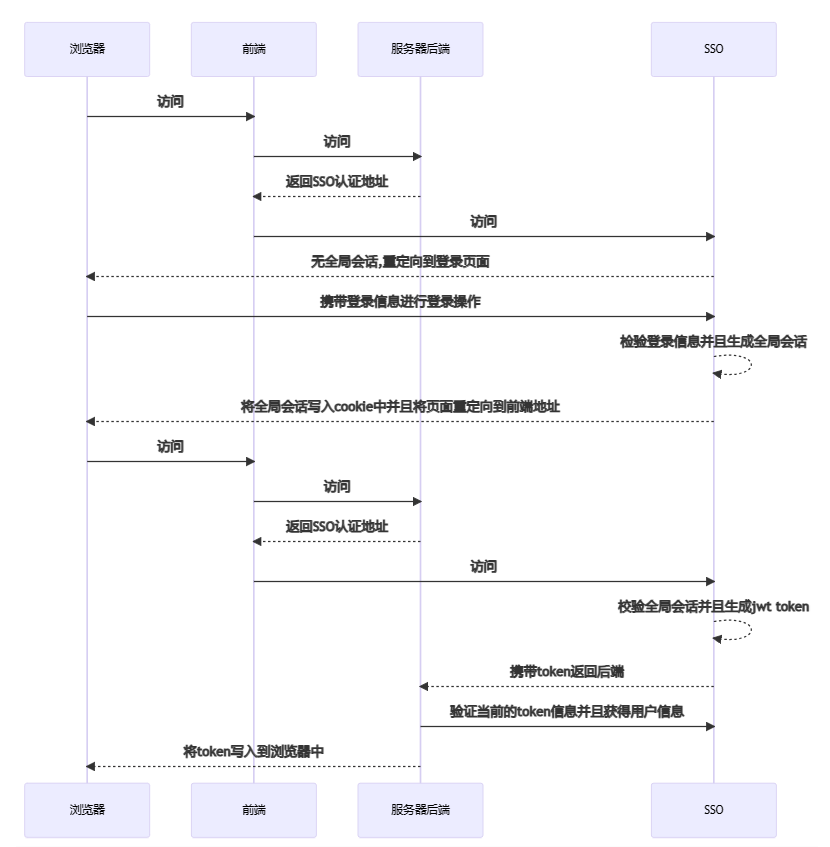 浏览器
前端
服务器后端
SSO
访问
访问
返回SSO认证地址
访问
无全局会话,重定向到登录页面
携带登录信息进行登录操作
检验登录信息并且生成全局会话
将全局会话写入cookie中并且将页面重定向到前端地址
访问
访问
返回SSO认证地址
访问
校验全局会话并且生成jwt token
携带token返回后端
验证当前的token信息并且获得用户信息
将token写入到浏览器中
浏览器
前端
服务器后端
SSO